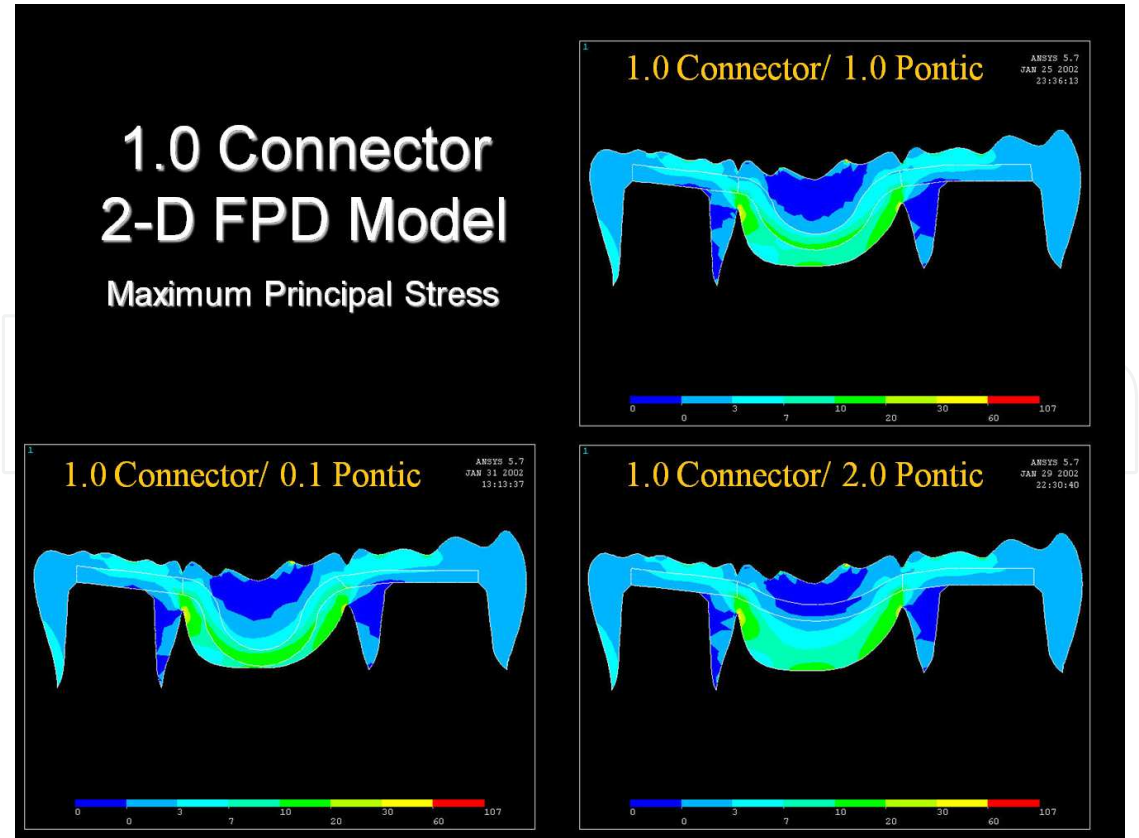 1.0 Connector
2-D FPD Model
Maximum Principal Stress
1
1.0 Connector/ 1.0 Pontic
ANSYS 5.7
JAN 25 2002
23:36:13
0 3 10 30 107
0 7 20 60
1
1.0 Connector/ 0.1 Pontic
ANSYS 5.7
JAN 31 2002
13:13:37
0 3 10 30 107
0 7 20 60
1
1.0 Connector/ 2.0 Pontic
ANSYS 5.7
JAN 29 2002
22:30:40
0 3 10 30 107
0 7 20 60